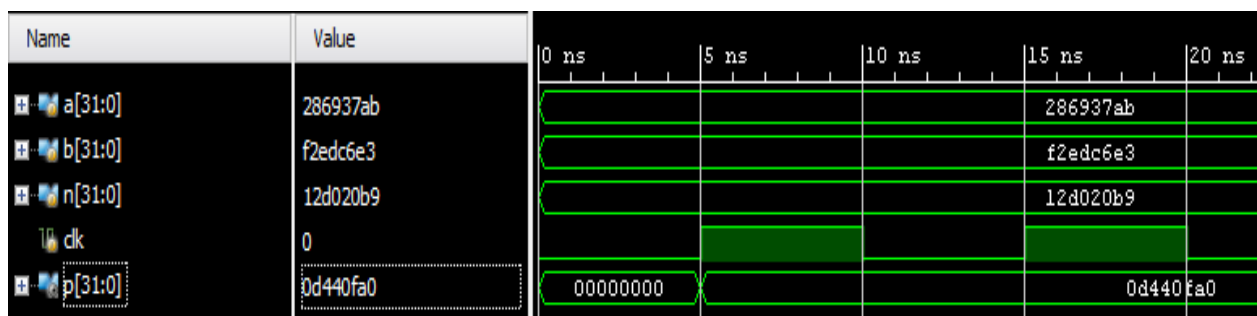 Name Value
0 ns 5 ns 10 ns 15 ns 20 ns
a[31:0] 286937ab 286937ab
b[31:0] f2edc6e3 f2edc6e3
n[31:0] 12d020b9 12d020b9
clk 0
p[31:0] 0d440fa0 00000000 0d440fa0